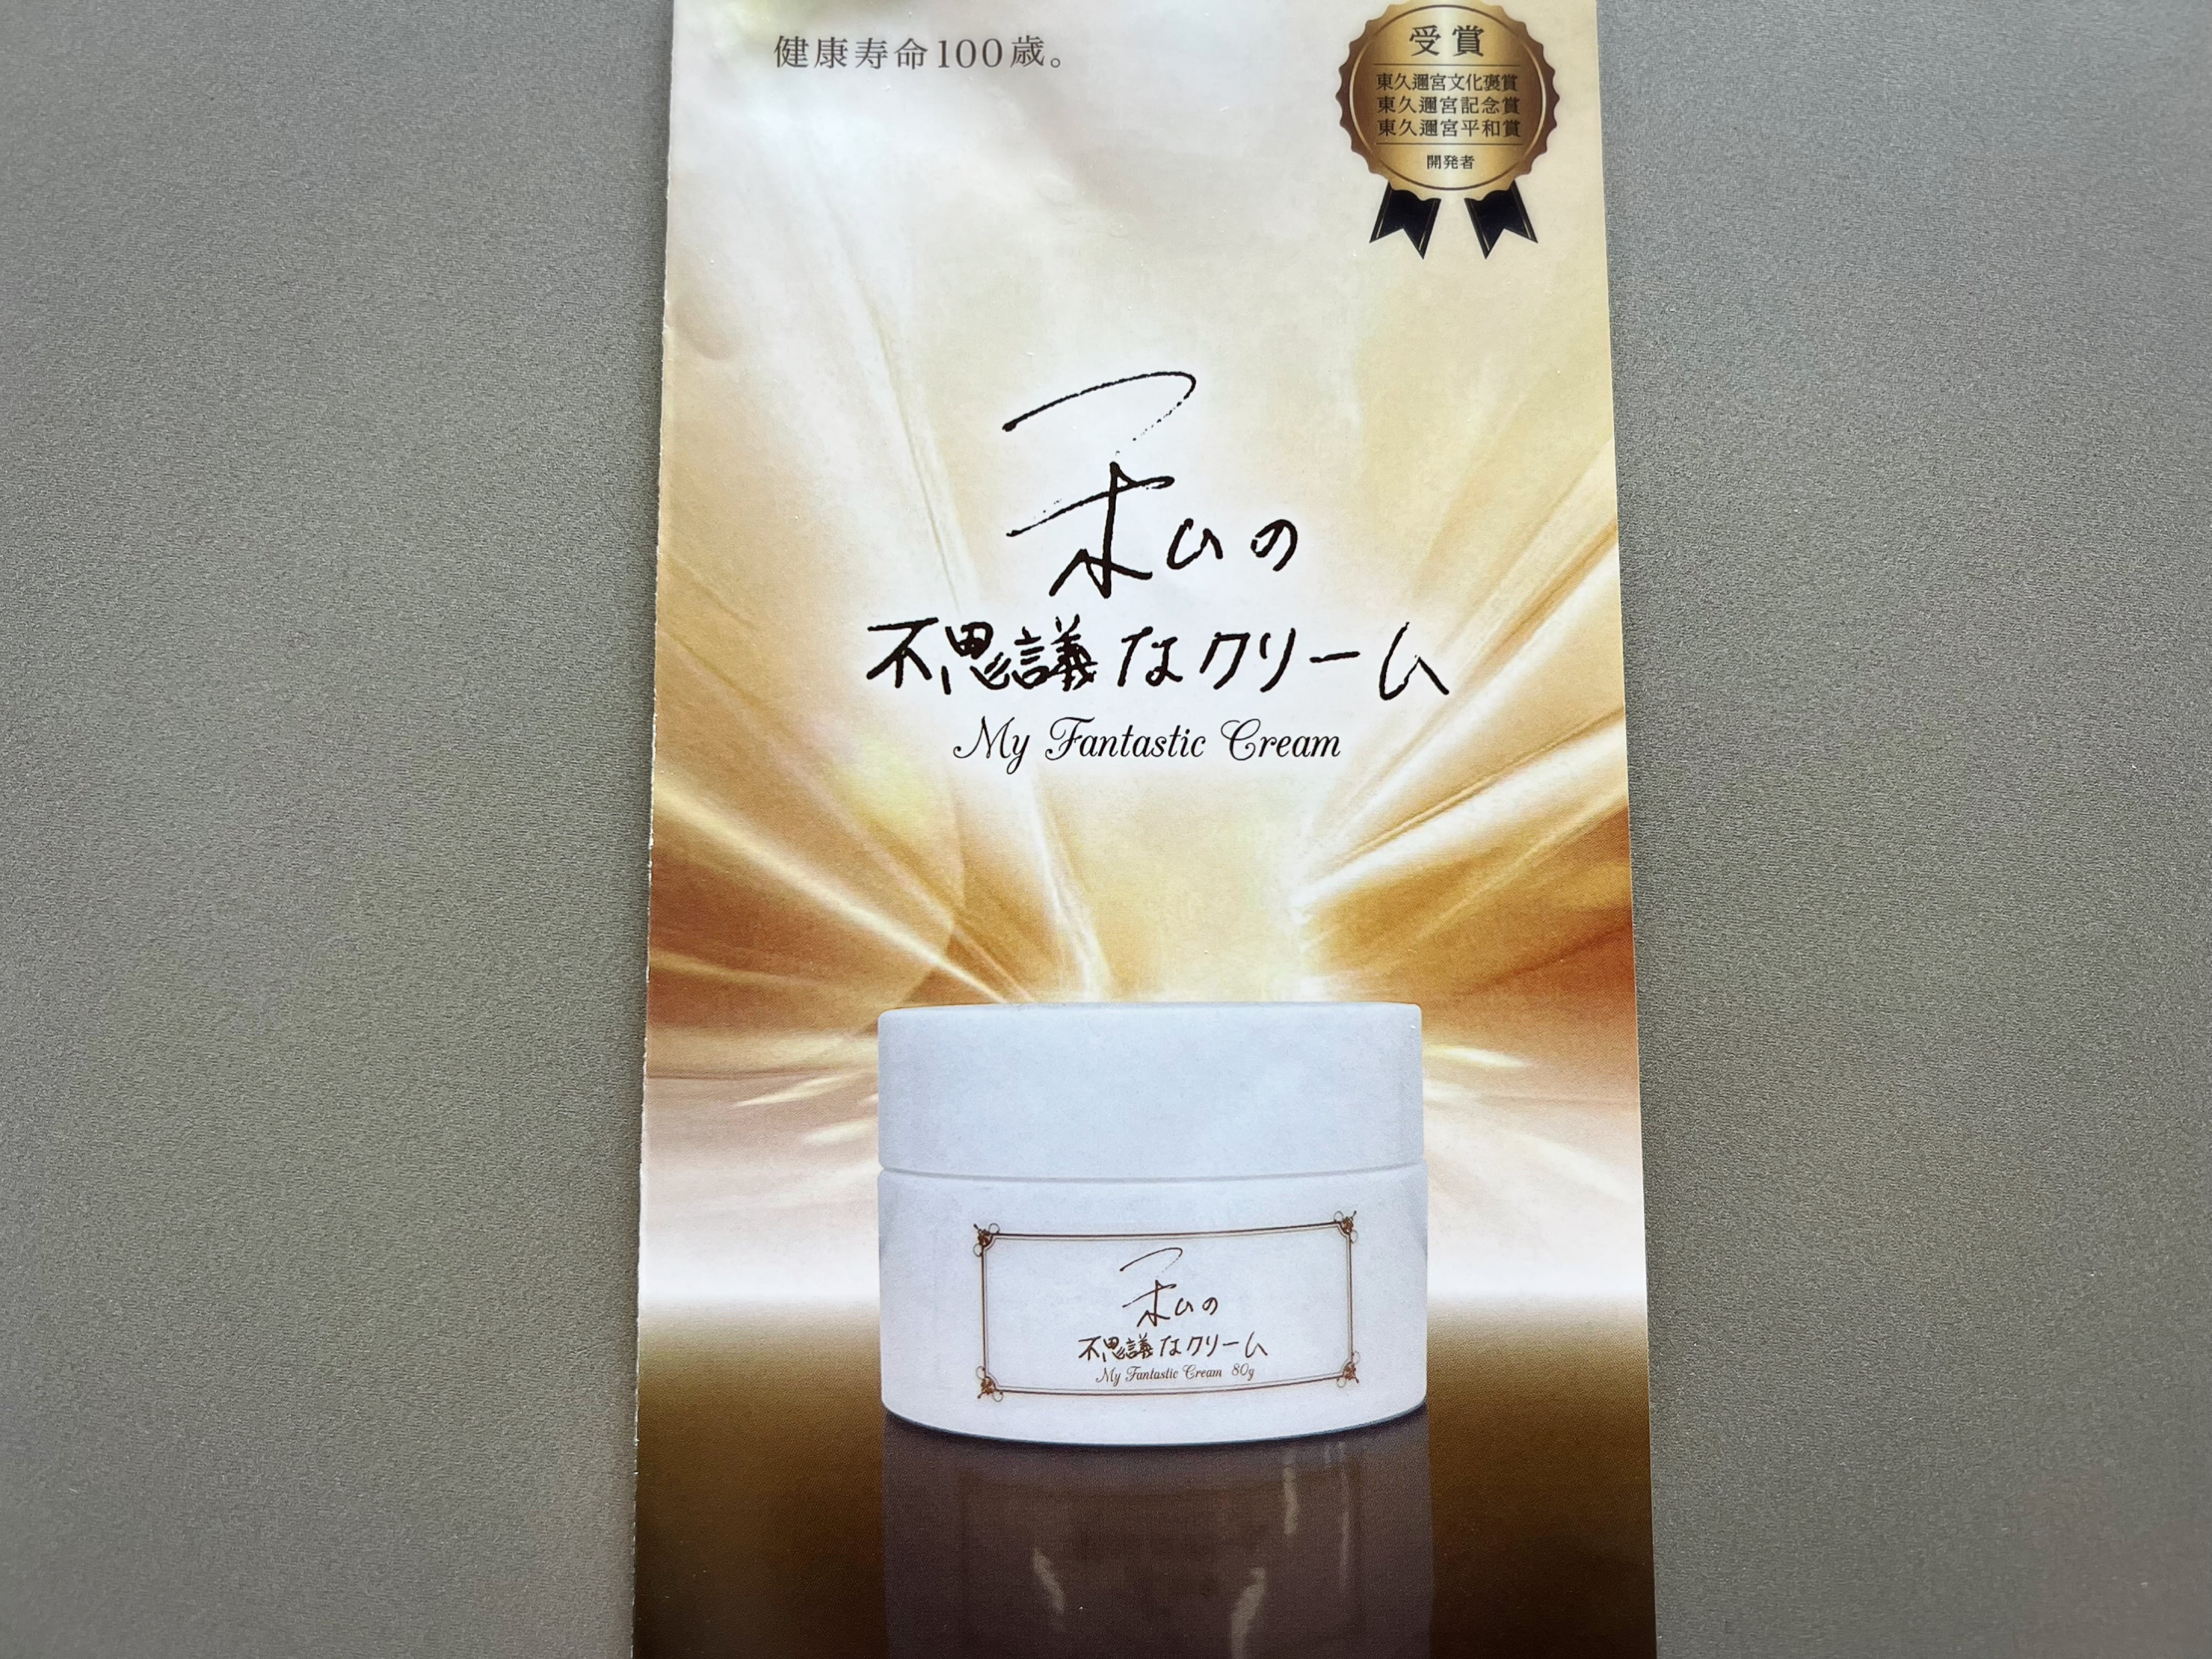 健康寿命100歳。
受賞
東久邇宮文化褒賞
東久邇宮記念賞
東久邇宮平和賞
開発者
私の
不思議なクリーム
My Fantastic Cream
私の
不思議なクリーム
My Fantastic Cream 80g